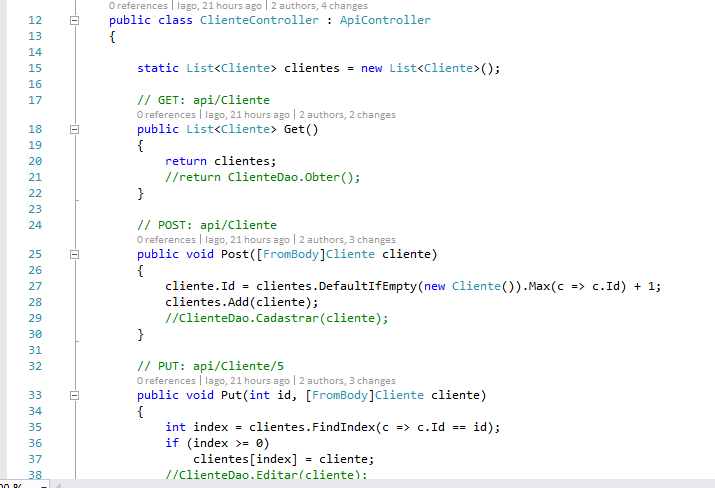 0 references | Iago, 21 hours ago | 2 authors, 4 changes
12 public class ClienteController : ApiController
13 {
14
15 static List<Cliente> clientes = new List<Cliente>();
16
17 // GET: api/Cliente
0 references | Iago, 21 hours ago | 2 authors, 2 changes
18 public List<Cliente> Get()
19 {
20 return clientes;
21 //return ClienteDao.Obter();
22 }
23
24 // POST: api/Cliente
0 references | Iago, 21 hours ago | 2 authors, 3 changes
25 public void Post([FromBody]Cliente cliente)
26 {
27 cliente.Id = clientes.DefaultIfEmpty(new Cliente()).Max(c => c.Id) + 1;
28 clientes.Add(cliente);
29 //ClienteDao.Cadastrar(cliente);
30 }
31
32 // PUT: api/Cliente/5
0 references | Iago, 21 hours ago | 2 authors, 3 changes
33 public void Put(int id, [FromBody]Cliente cliente)
34 {
35 int index = clientes.FindIndex(c => c.Id == id);
36 if (index >= 0)
37 clientes[index] = cliente;
38 //ClienteDao.Editar(cliente);